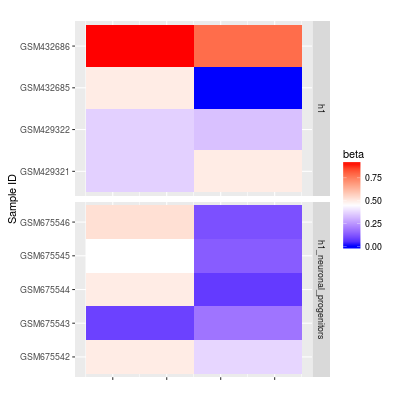 GSM432686
GSM432685
GSM429322
GSM429321
h1
GSM675546
GSM675545
GSM675544
GSM675543
GSM675542
h1_neuronal_progenitors
Sample ID
beta
0.75
0.50
0.25
0.00